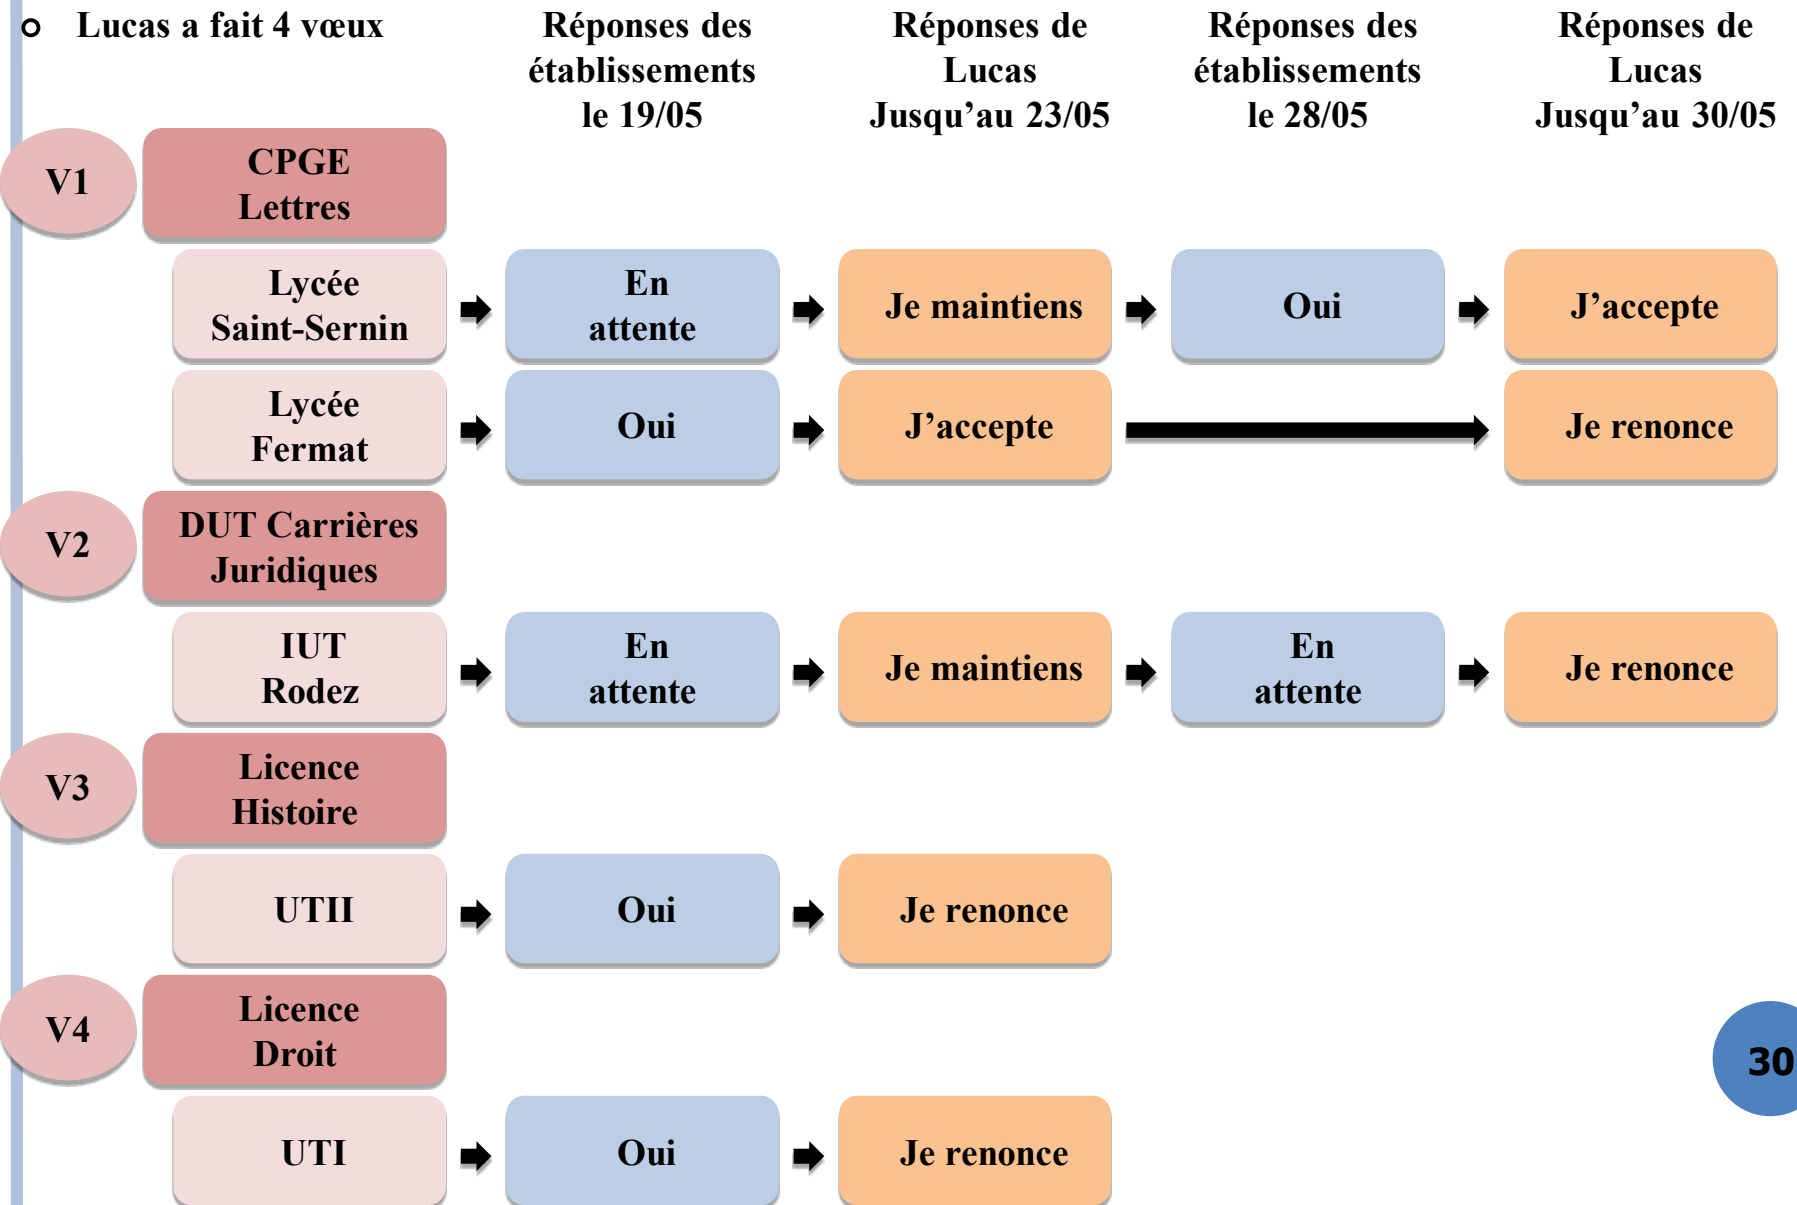 Lucas a fait 4 vœux
Réponses des
établissements
le 19/05
Réponses de
Lucas
Jusqu’au 23/05
Réponses des
établissements
le 28/05
Réponses de
Lucas
Jusqu’au 30/05
V1
CPGE
Lettres
Lycée
Saint-Sernin
En
attente
Je maintiens
Oui
J’accepte
Lycée
Fermat
Oui
J’accepte
Je renonce
V2
DUT Carrières
Juridiques
IUT
Rodez
En
attente
Je maintiens
En
attente
Je renonce
V3
Licence
Histoire
UTII
Oui
Je renonce
V4
Licence
Droit
30
UTI
Oui
Je renonce